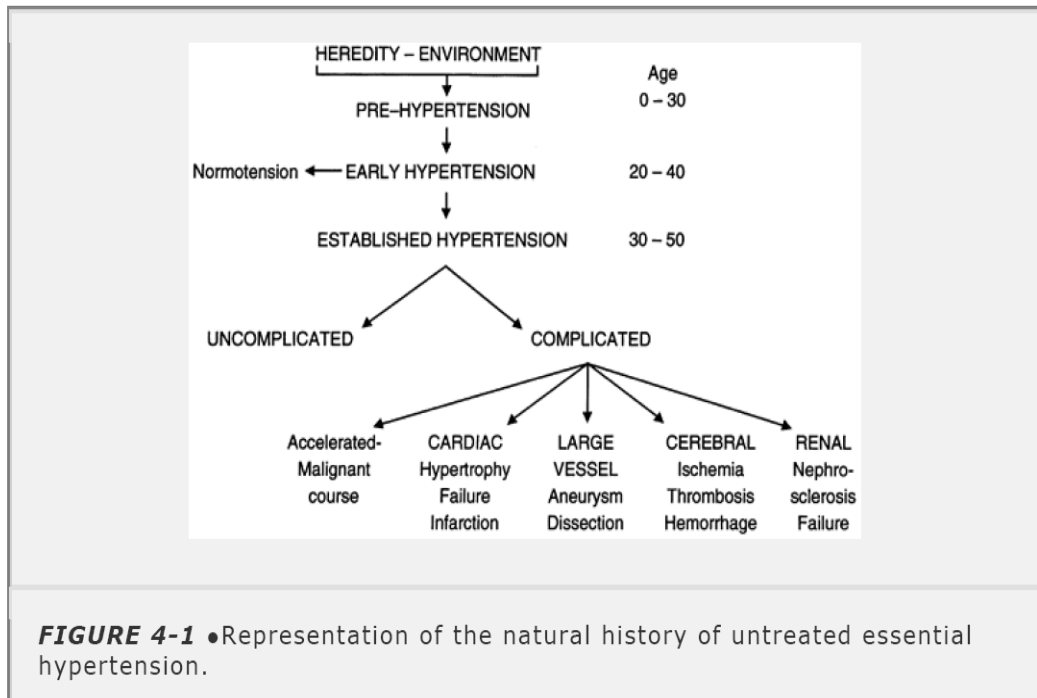 HEREDITY – ENVIRONMENT
Age
0 – 30
PRE–HYPERTENSION
Normotension
EARLY HYPERTENSION
20 – 40
ESTABLISHED HYPERTENSION
30 – 50
UNCOMPLICATED
COMPLICATED
Accelerated-
Malignant
course
CARDIAC
Hypertrophy
Failure
Infarction
LARGE
VESSEL
Aneurysm
Dissection
CEREBRAL
Ischemia
Thrombosis
Hemorrhage
RENAL
Nephro-
sclerosis
Failure
FIGURE 4-1 ●Representation of the natural history of untreated essential
hypertension.